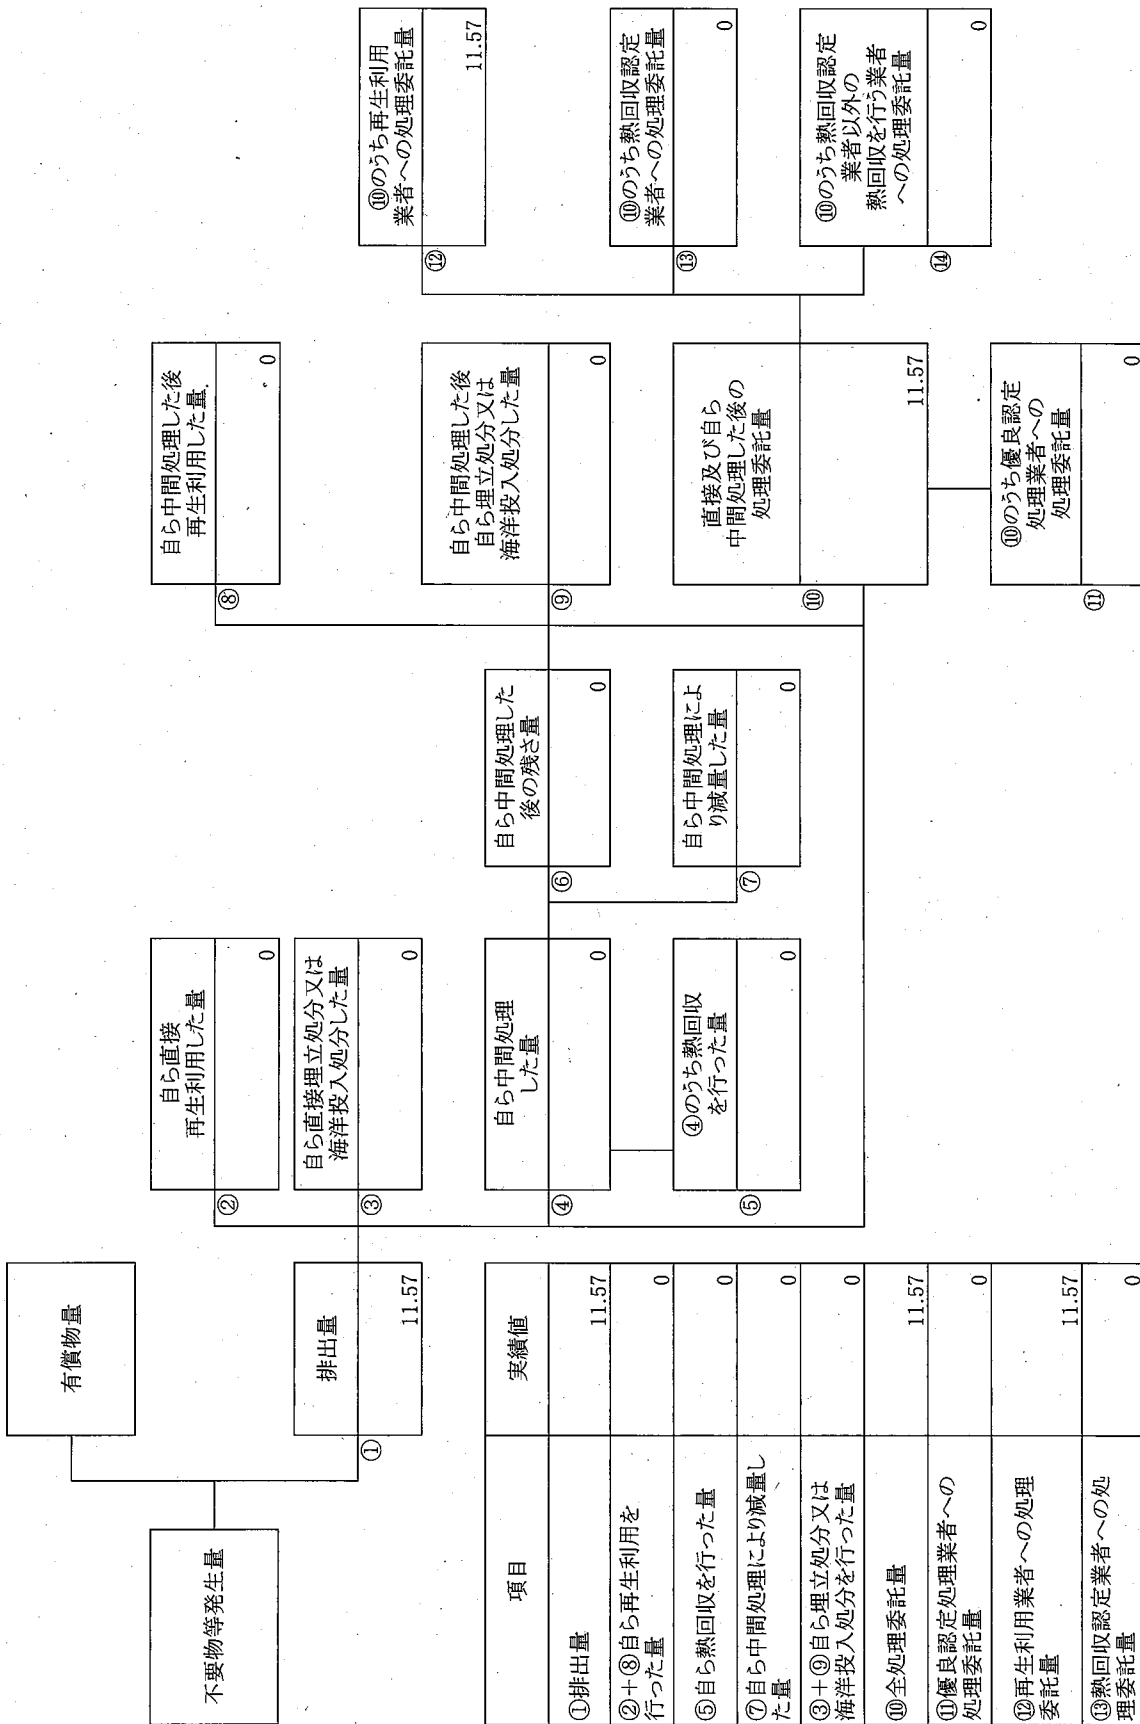 不要物等発生量
有償物量
①
排出量
11.57
②
自ら直接
再生利用した量
0
③
自ら直接埋立処分又は
海洋投入処分した量
0
④
自ら中間処理
した量
0
⑤
④のうち熱回収
を行った量
0
⑥
自ら中間処理した
後の残さ量
0
⑦
自ら中間処理によ
り減量した量
0
⑧
自ら中間処理した後
再生利用した量
0
⑨
自ら中間処理した後
自ら埋立処分又は
海洋投入処分した量
0
⑩
直接及び自ら
中間処理した後の
処理委託量
11.57
⑪
⑩のうち優良認定
処理業者への
処理委託量
0
⑫
⑩のうち再生利用
業者への処理委託量
11.57
⑬
⑩のうち熱回収認定
業者への処理委託量
0
⑭
⑩のうち熱回収認定
業者以外の
熱回収を行う業者
への処理委託量
0
項目
実績値
①排出量
11.57
②+⑧自ら再生利用を
行った量
0
⑤自ら熱回収を行った量
0
⑦自ら中間処理により減量し
た量
0
③+⑨自ら埋立処分又は
海洋投入処分を行った量
0
⑩全処理委託量
11.57
⑪優良認定処理業者への
処理委託量
0
⑫再生利用業者への処理
委託量
11.57
⑬熱回収認定業者への処
理委託量
0